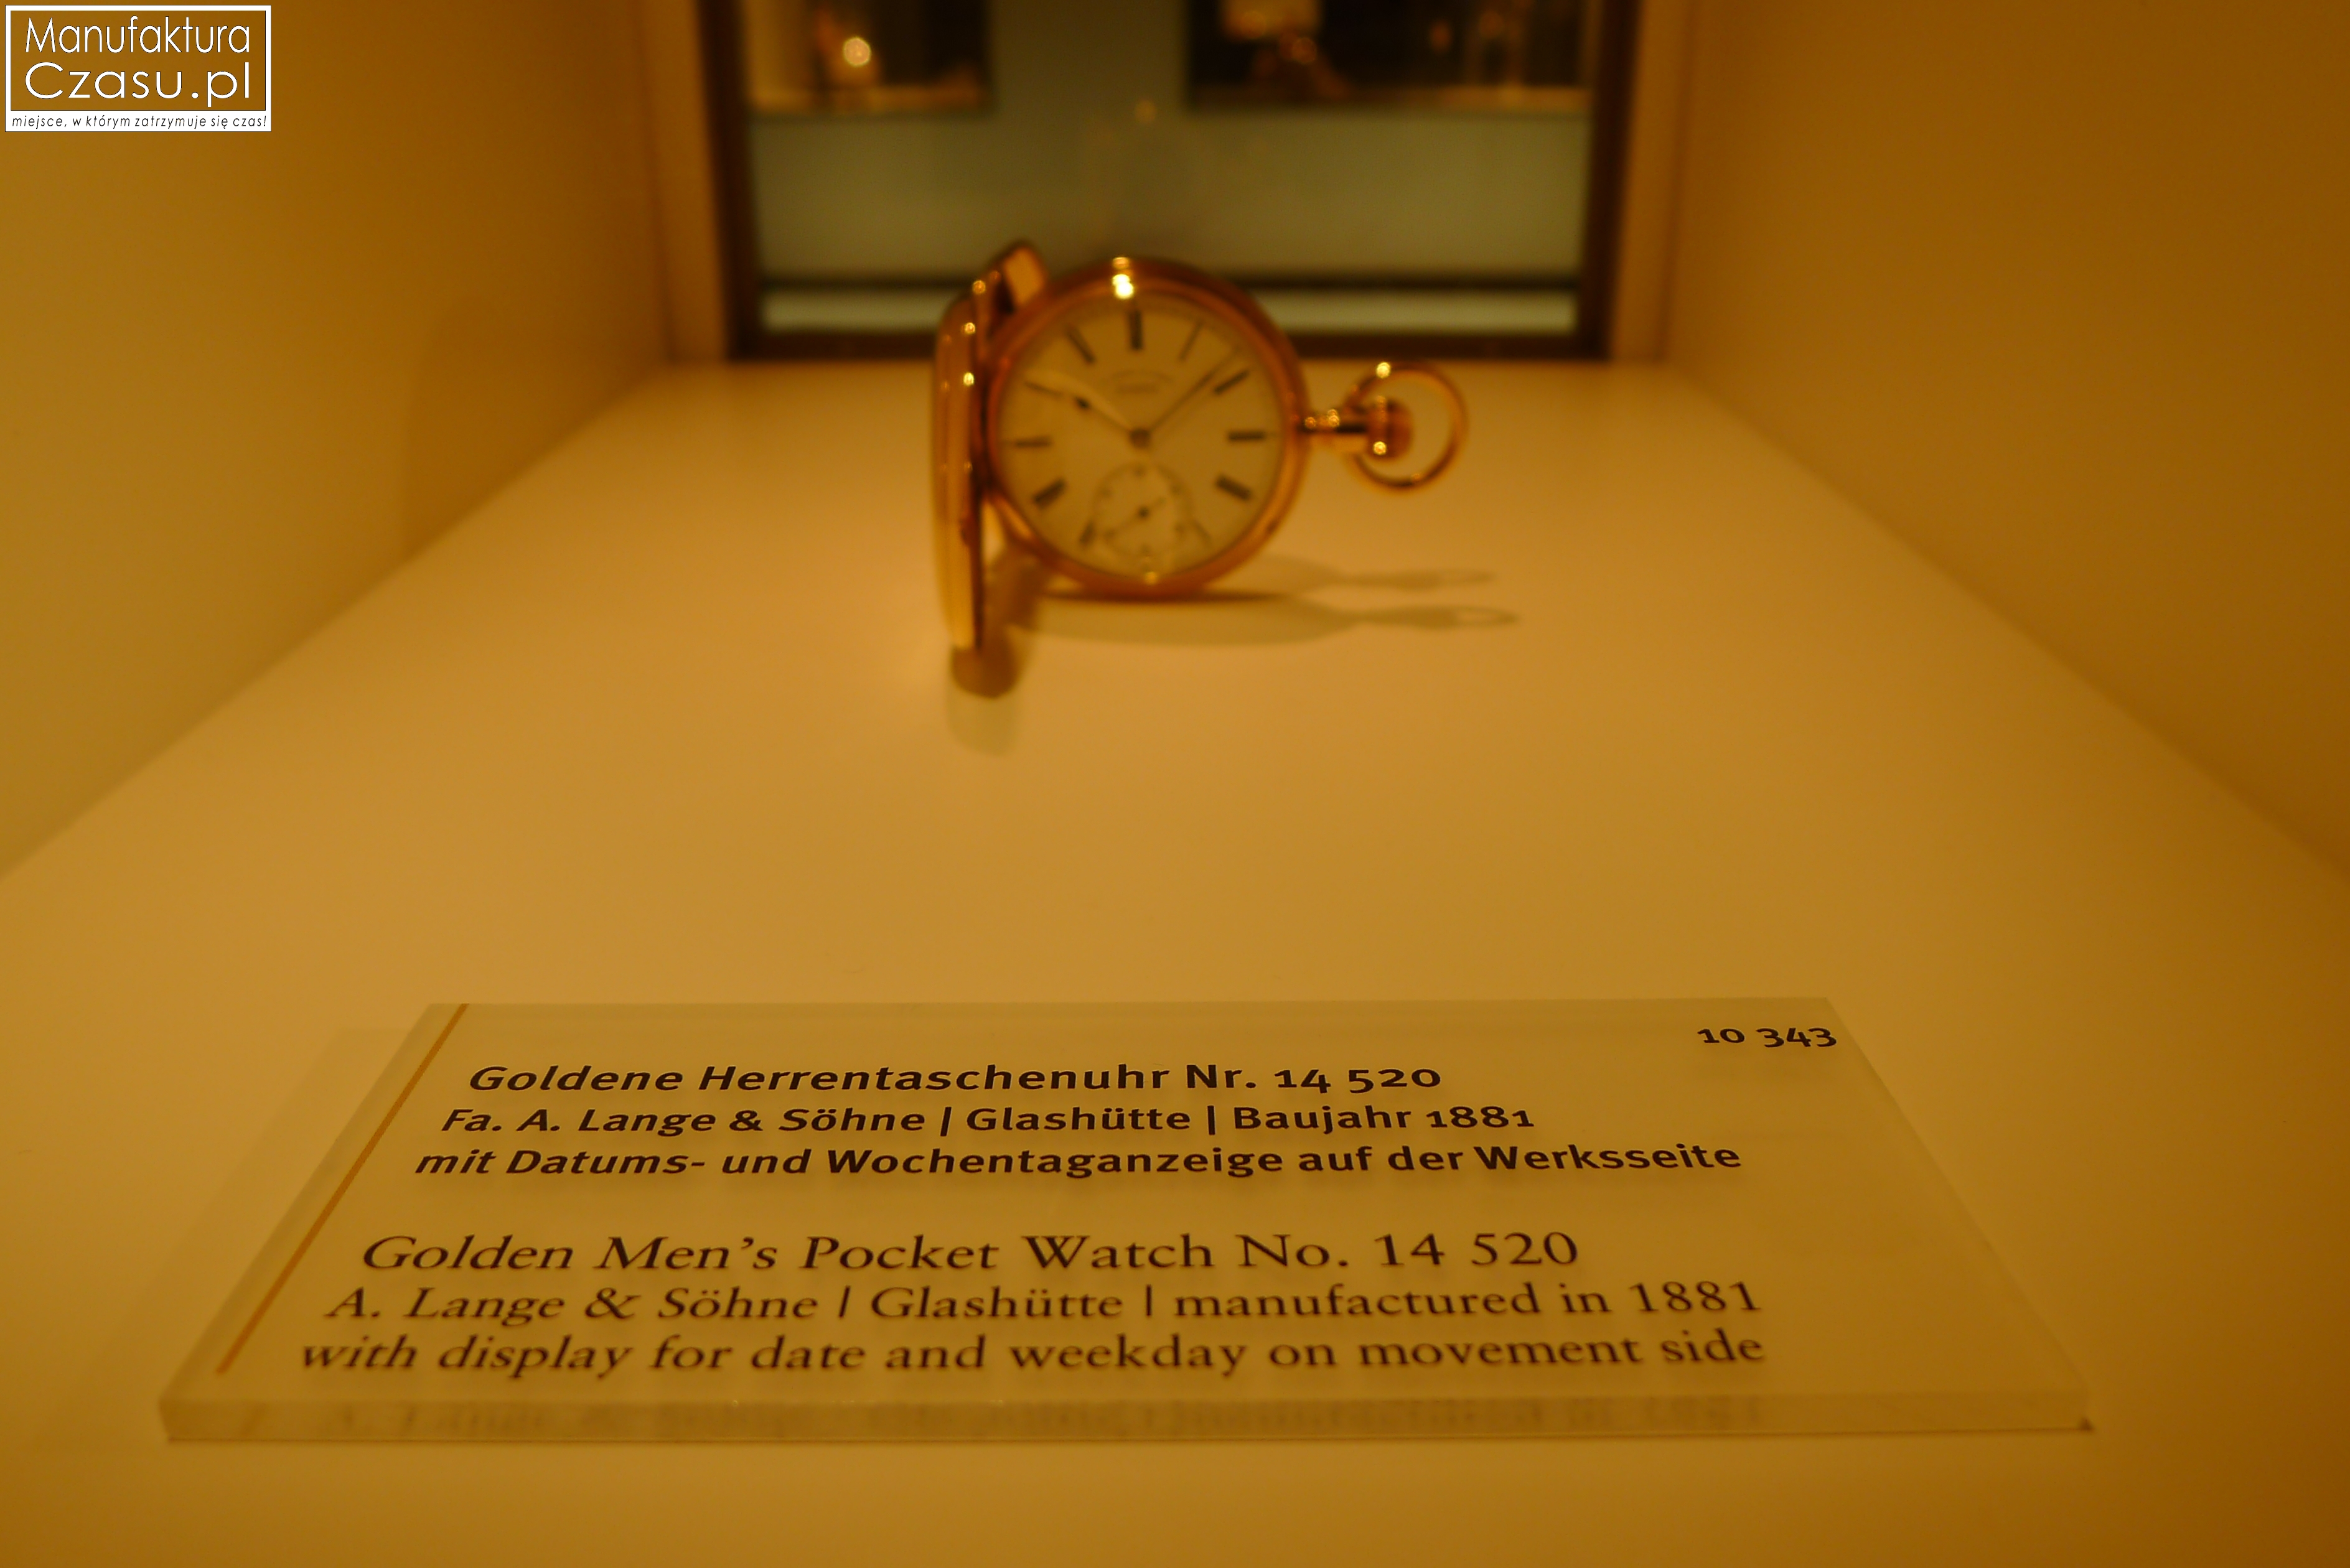 Manufaktura
Czasu.pl
miejsce, w którym zatrzymuje się czas!
10 343
Goldene Herrentaschenuhr Nr. 14 520
Fa. A. Lange & Söhne | Glashütte | Baujahr 1881
mit Datums- und Wochentaganzeige auf der Werksseite
Golden Men's Pocket Watch No. 14 520
A. Lange & Söhne | Glashütte | manufactured in 1881
with display for date and weekday on movement side